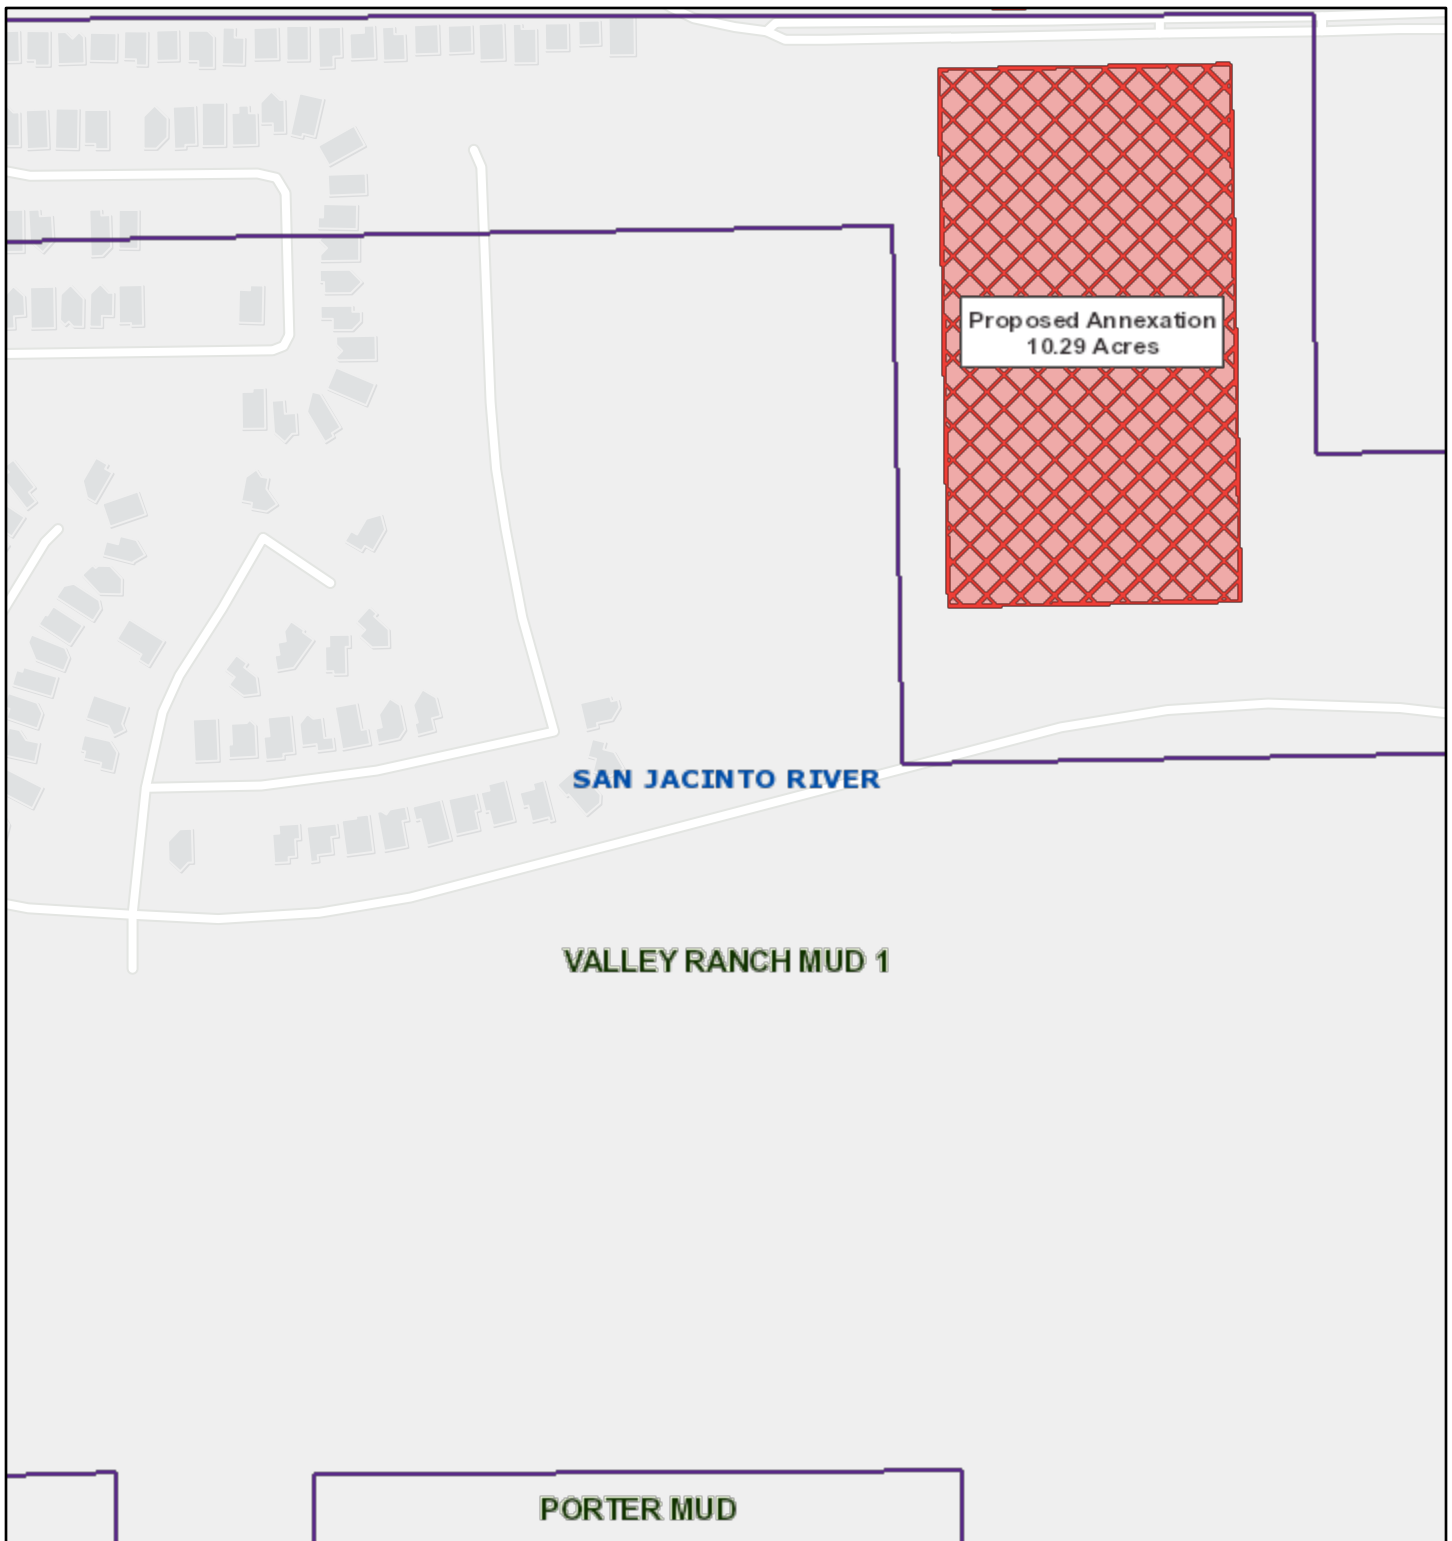 Proposed Annexation
10.29 Acres
SAN JACINTO RIVER
VALLEY RANCH MUD 1
PORTER MUD